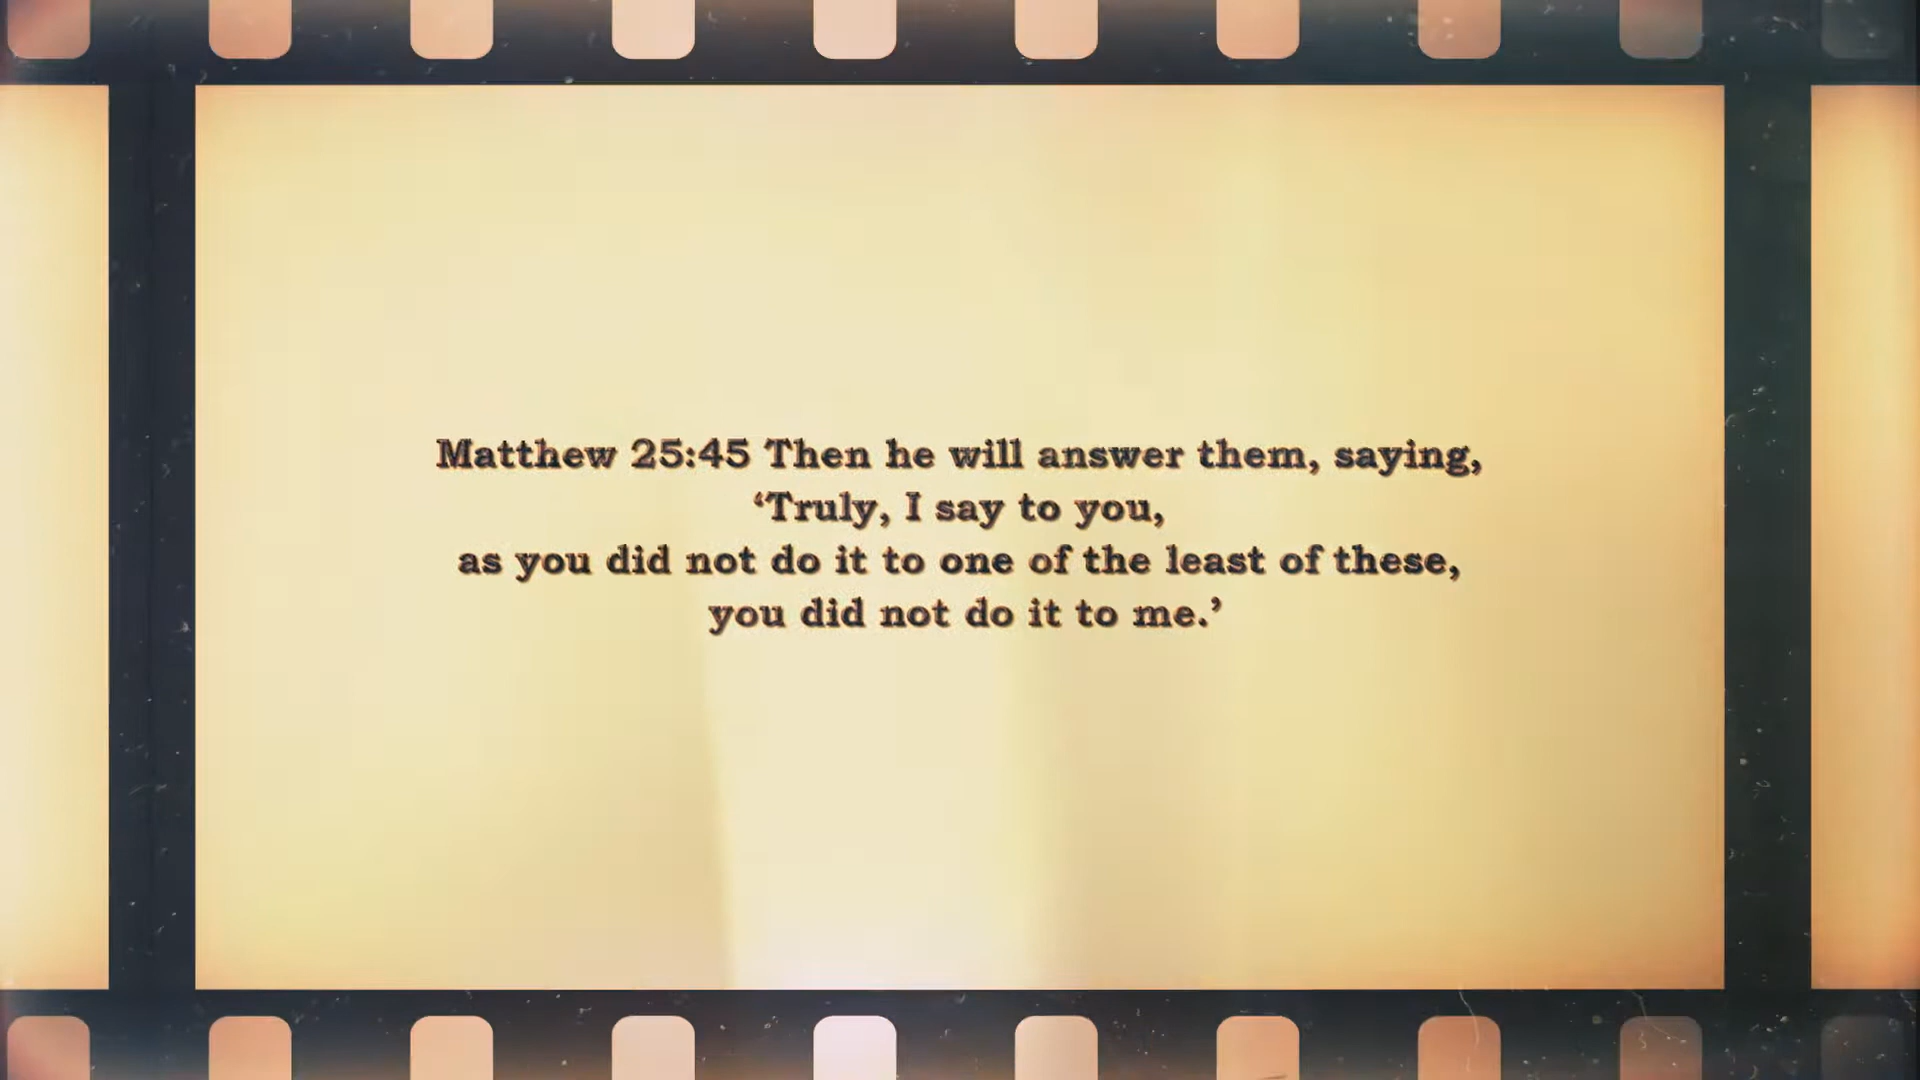 Matthew 25:45 Then he will answer them, saying,
‘Truly, I say to you,
as you did not do it to one of the least of these,
you did not do it to me.’